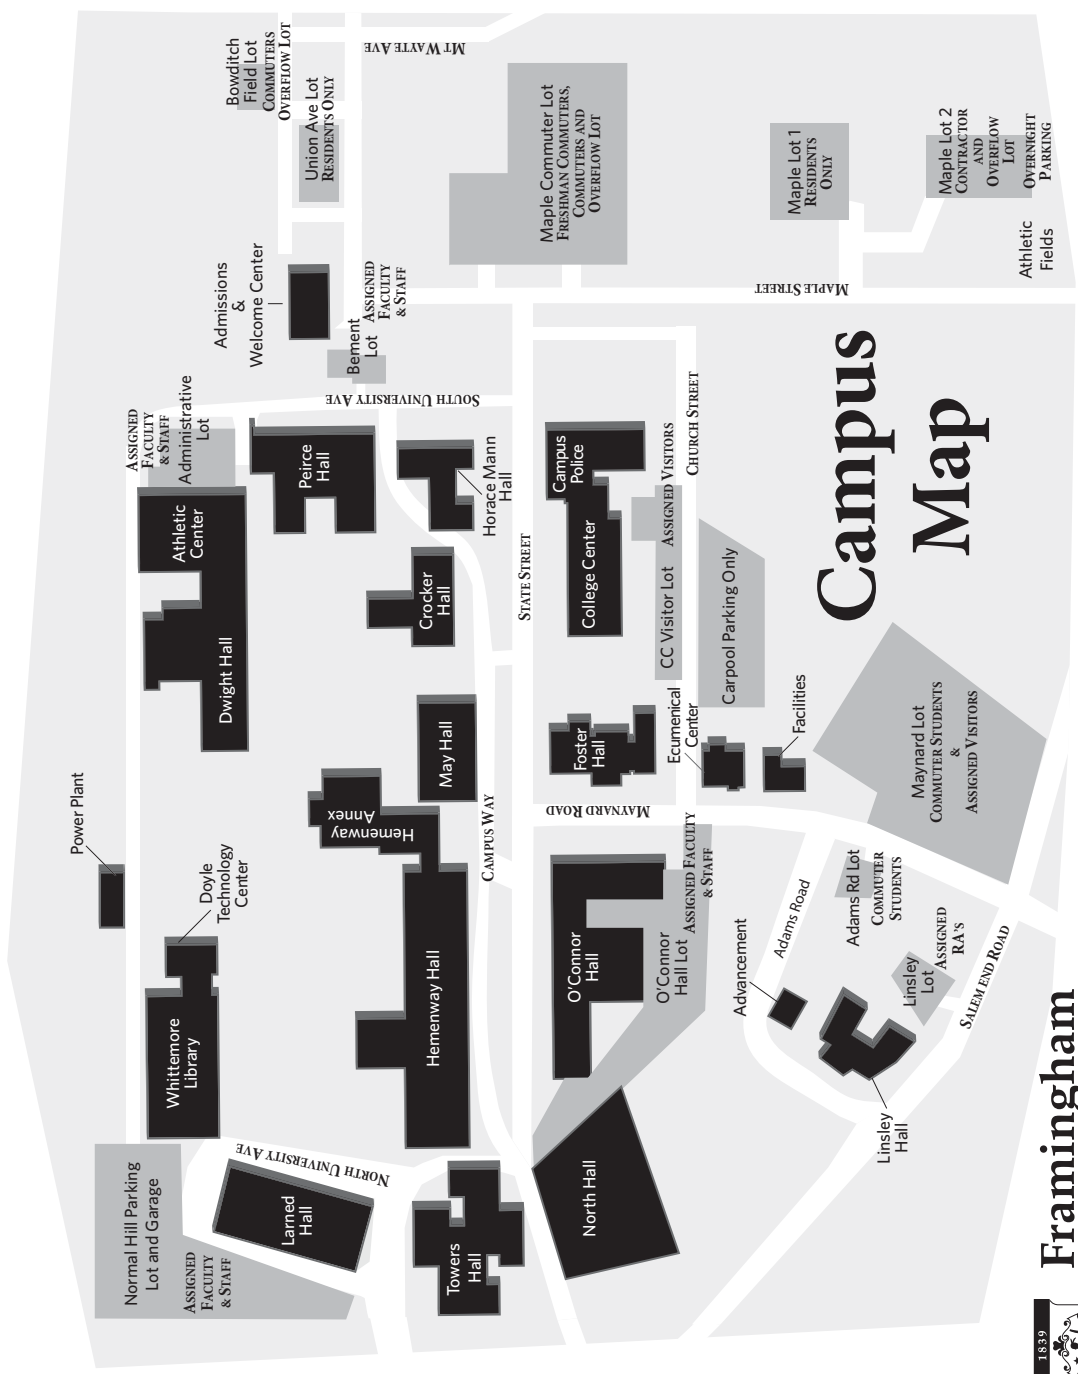 Bowditch
Field Lot
COMMUTERS
OVERFLOW LOT
Union Ave Lot
RESIDENTS ONLY
MT WAYTE AVE
Maple Commuter Lot
FRESHMAN COMMUTERS,
COMMUTERS AND
OVERFLOW LOT
Maple Lot 1
RESIDENTS
ONLY
Maple Lot 2
CONTRACTOR
AND
OVERFLOW
LOT
OVERNIGHT
PARKING
Athletic
Fields
Admissions
&
Welcome Center
Bement
Lot
ASSIGNED
FACULTY
& STAFF
MAPLE STREET
ASSIGNED
FACULTY
& STAFF
Administrative
Lot
SOUTH UNIVERSITY AVE
Athletic
Center
Peirce
Hall
Horace Mann
Hall
Campus
Police
CHURCH STREET
Campus
Map
Dwight Hall
Crocker
Hall
STATE STREET
College Center
CC Visitor Lot
ASSIGNED VISITORS
Carpool Parking Only
May Hall
Foster
Hall
Ecumenical
Center
Facilities
Maynard Lot
COMMUTER STUDENTS
&
ASSIGNED VISITORS
Power Plant
Doyle
Technology
Center
Hemenway
Annex
CAMPUS WAY
MAYNARD ROAD
ASSIGNED FACULTY
& STAFF
Adams Road
Adams Rd Lot
COMMUTER
STUDENTS
Whittemore
Library
Hemenway Hall
O'Connor
Hall
O'Connor
Hall Lot
Advancement
Linsley
Lot
ASSIGNED
RA'S
SALEM END ROAD
Linsley
Hall
Normal Hill Parking
Lot and Garage
ASSIGNED
FACULTY
& STAFF
NORTH UNIVERSITY AVE
Larned
Hall
Towers
Hall
North Hall
Framingham
1839